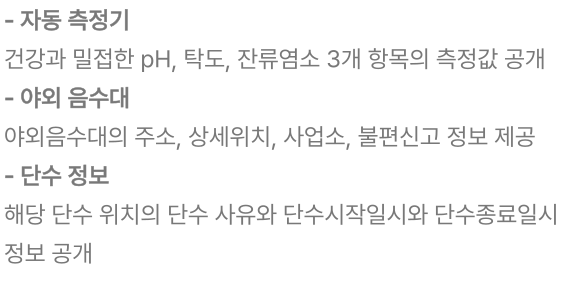 - 자동 측정기
건강과 밀접한 pH, 탁도, 잔류염소 3개 항목의 측정값 공개
- 야외 음수대
야외음수대의 주소, 상세위치, 사업소, 불편신고 정보 제공
- 단수 정보
해당 단수 위치의 단수 사유와 단수시작일시와 단수종료일시
정보 공개